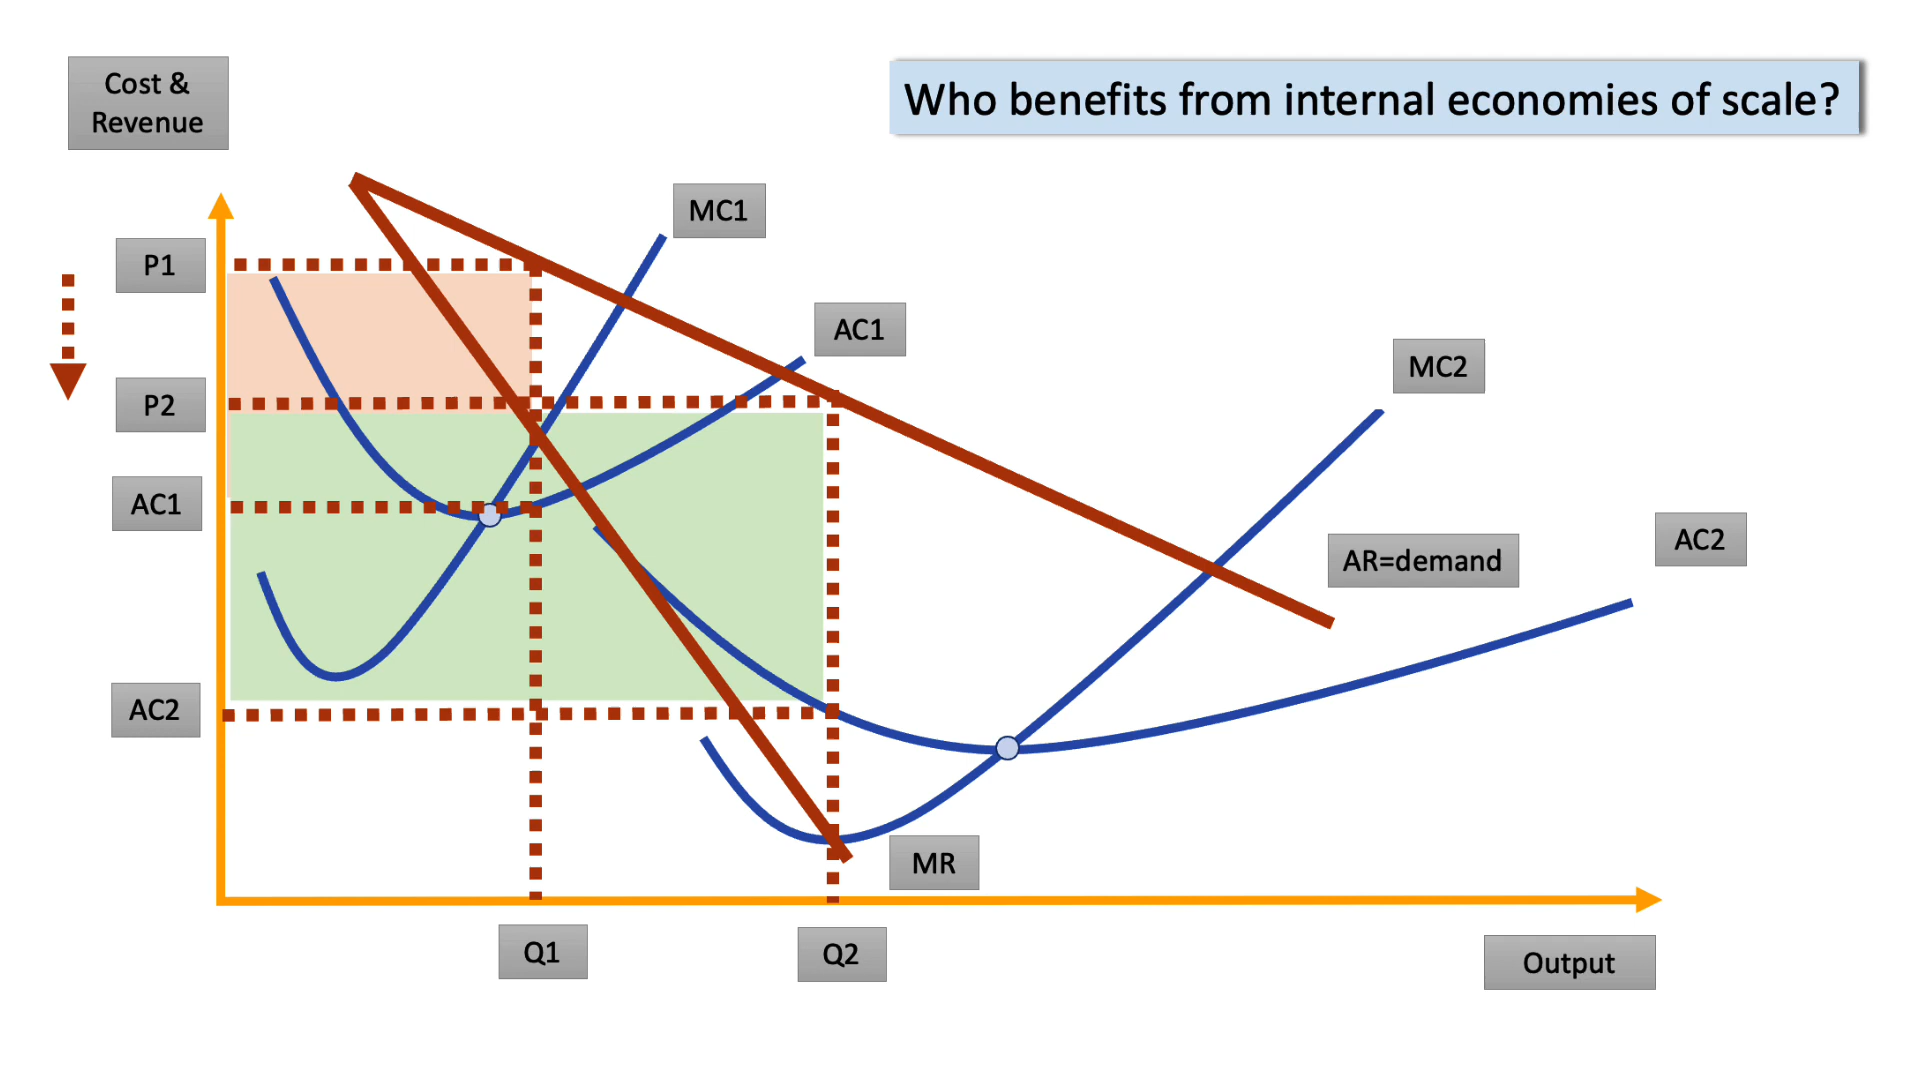 Cost &
Revenue
Who benefits from internal economies of scale?
MC1
P1
AC1
MC2
P2
AC1
AC2
AR=demand
AC2
MR
Q1
Q2
Output